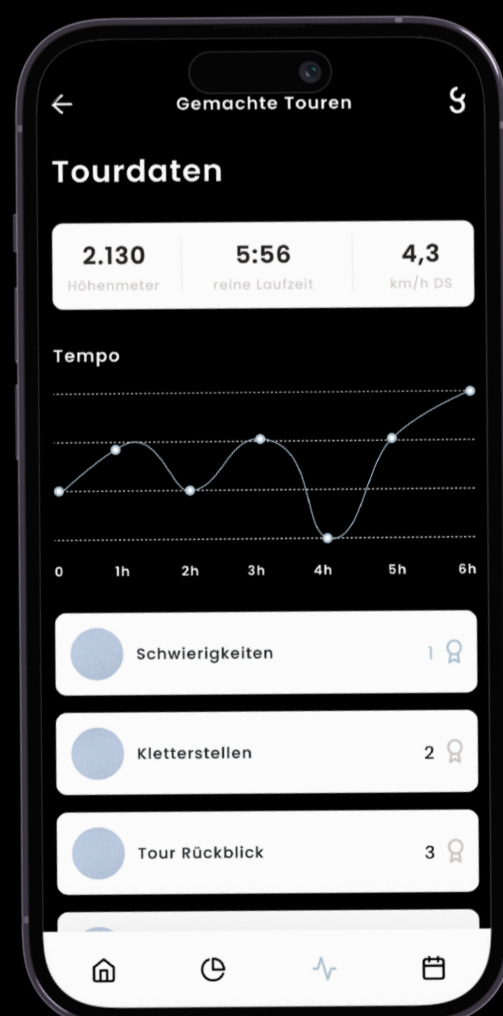 Gemachte Touren
Tourdaten
2.130 5:56 4,3
Höhenmeter reine Laufzeit km/h DS
Tempo
0 1h 2h 3h 4h 5h 6h
Schwierigkeiten 1
Kletterstellen 2
Tour Rückblick 3